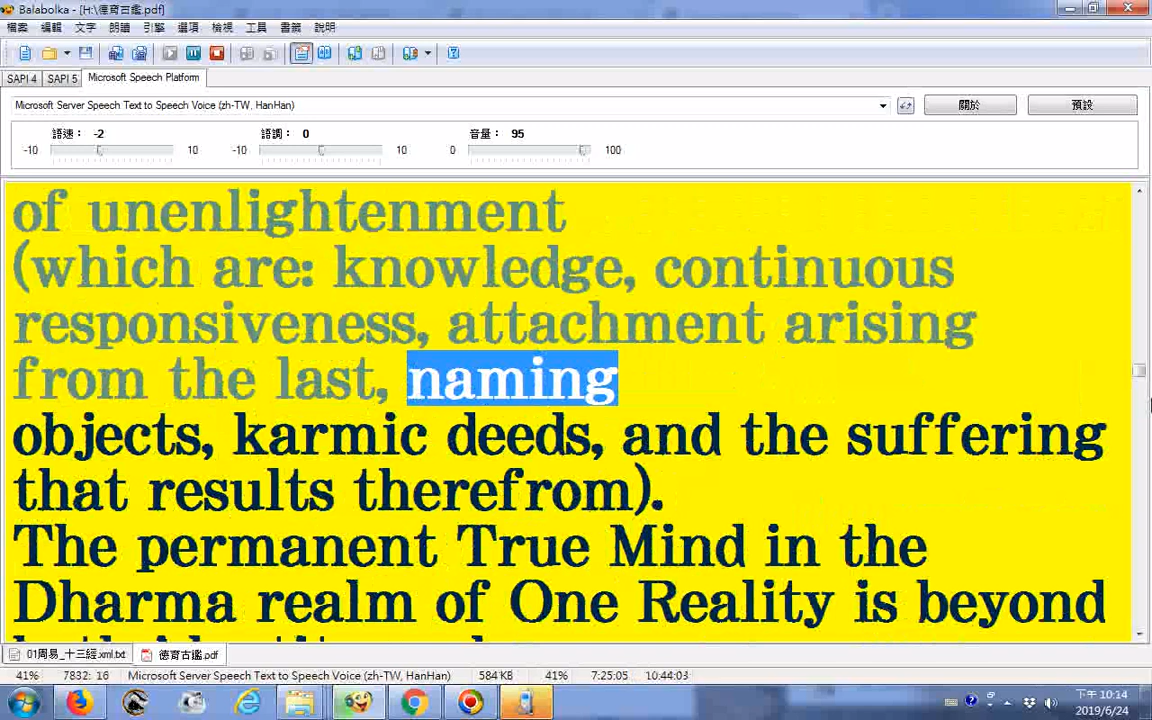 Balabolka - [H:\德育古鑑.pdf]
檔案 編輯 文字 朗讀 引擎 選項 檢視 工具 書籤 說明
SAPI 4 SAPI 5 Microsoft Speech Platform
Microsoft Server Speech Text to Speech Voice (zh-TW, HanHan) 關於 預設
語速： -2 語調： 0 音量： 95
-10 10 -10 10 0 100
of unenlightenment
(which are: knowledge, continuous
responsiveness, attachment arising
from the last, naming
objects, karmic deeds, and the suffering
that results therefrom).
The permanent True Mind in the
Dharma realm of One Reality is beyond
01周易_十三經.xml.txt 德育古鑑.pdf
41% 7832: 16 Microsoft Server Speech Text to Speech Voice (zh-TW, HanHan) 584 KB 41% 7:25:05 10:44:03
下午 10:14
2019/6/24